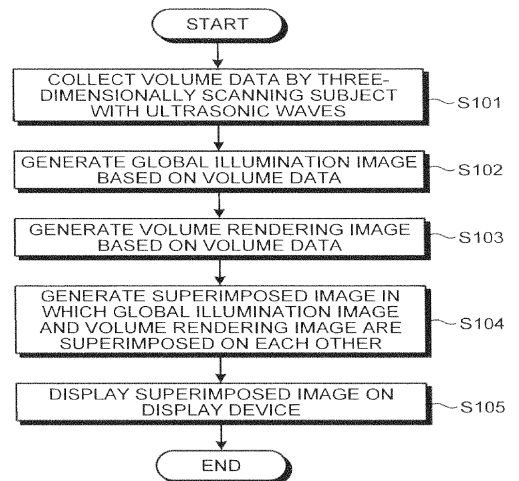 START
COLLECT VOLUME DATA BY THREE-
DIMENSIONALLY SCANNING SUBJECT
WITH ULTRASONIC WAVES
S101
GENERATE GLOBAL ILLUMINATION IMAGE
BASED ON VOLUME DATA
S102
GENERATE VOLUME RENDERING IMAGE
BASED ON VOLUME DATA
S103
GENERATE SUPERIMPOSED IMAGE IN
WHICH GLOBAL ILLUMINATION IMAGE
AND VOLUME RENDERING IMAGE ARE
SUPERIMPOSED ON EACH OTHER
S104
DISPLAY SUPERIMPOSED IMAGE ON
DISPLAY DEVICE
S105
END